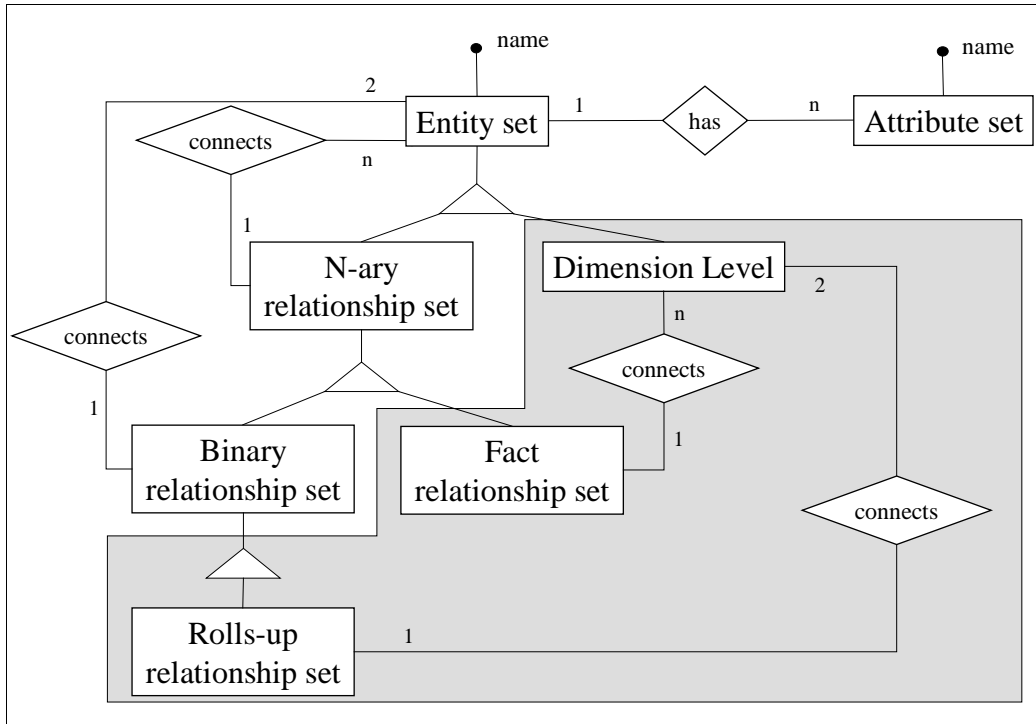 name
name
2
Entity set
1
has
n
Attribute set
connects
n
1
N-ary
relationship set
Dimension Level
2
n
connects
connects
1
1
Binary
relationship set
Fact
relationship set
connects
Rolls-up
relationship set
1